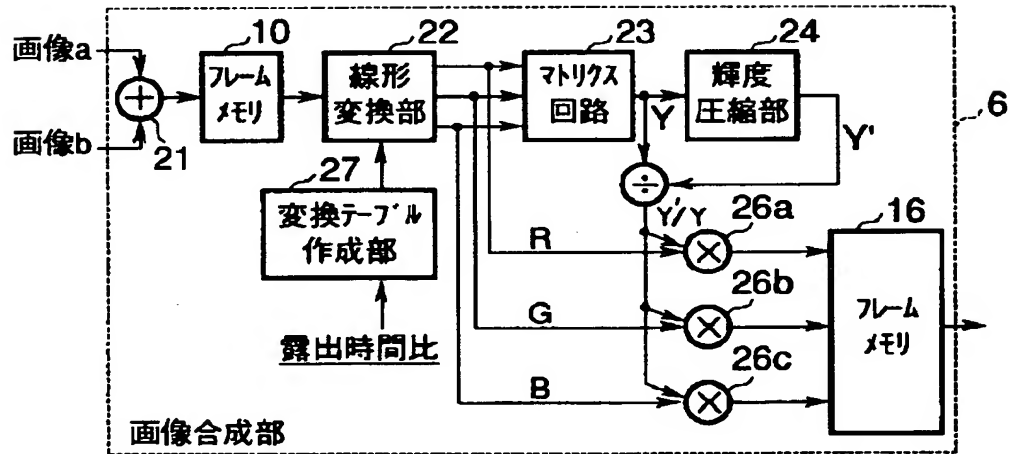 画像a
画像b
21
10
フレーム
メモリ
22
線形
変換部
23
マトリクス
回路
24
輝度
圧縮部
6
Y
Y'
÷
Y'/Y
27
変換テーブル
作成部
露出時間比
R
G
B
26a
26b
26c
16
フレーム
メモリ
画像合成部